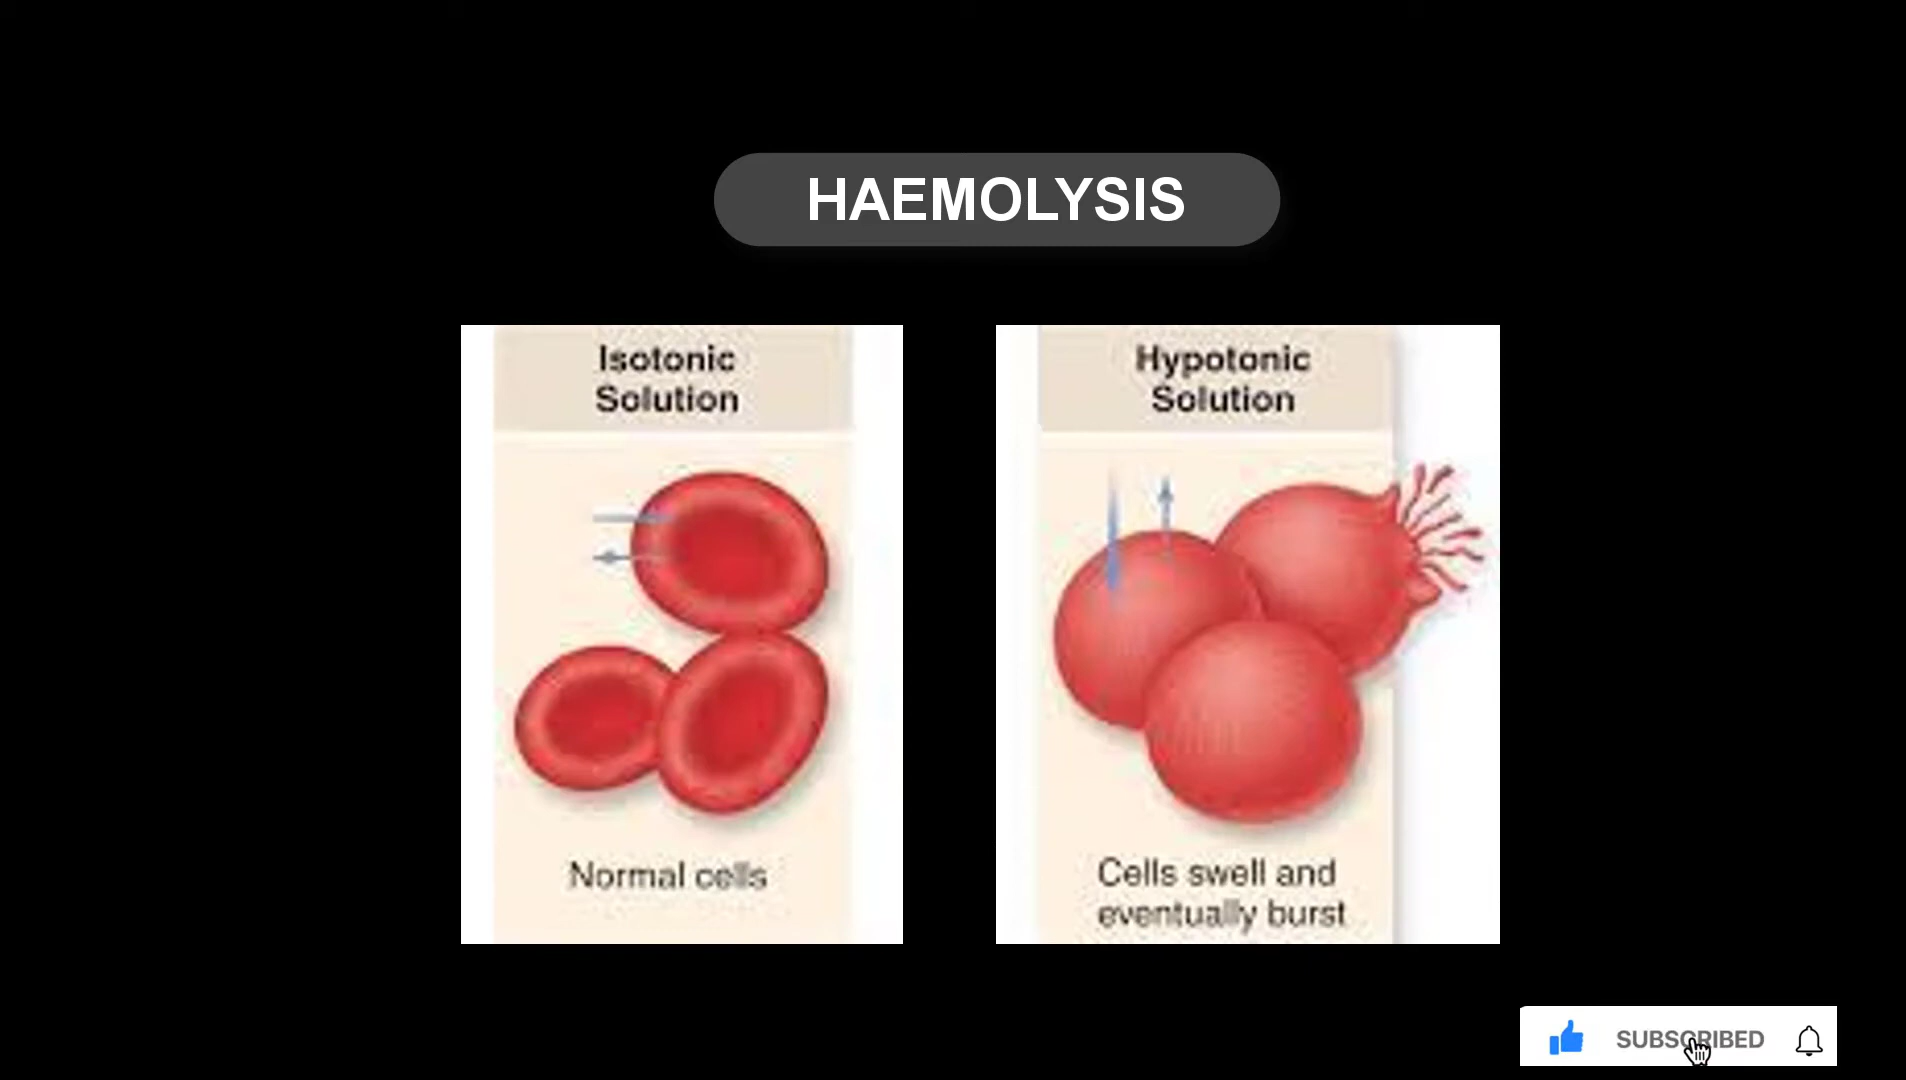 HAEMOLYSIS
Isotonic
Solution
Normal cells
Hypotonic
Solution
Cells swell and
eventually burst
SUBSCRIBED